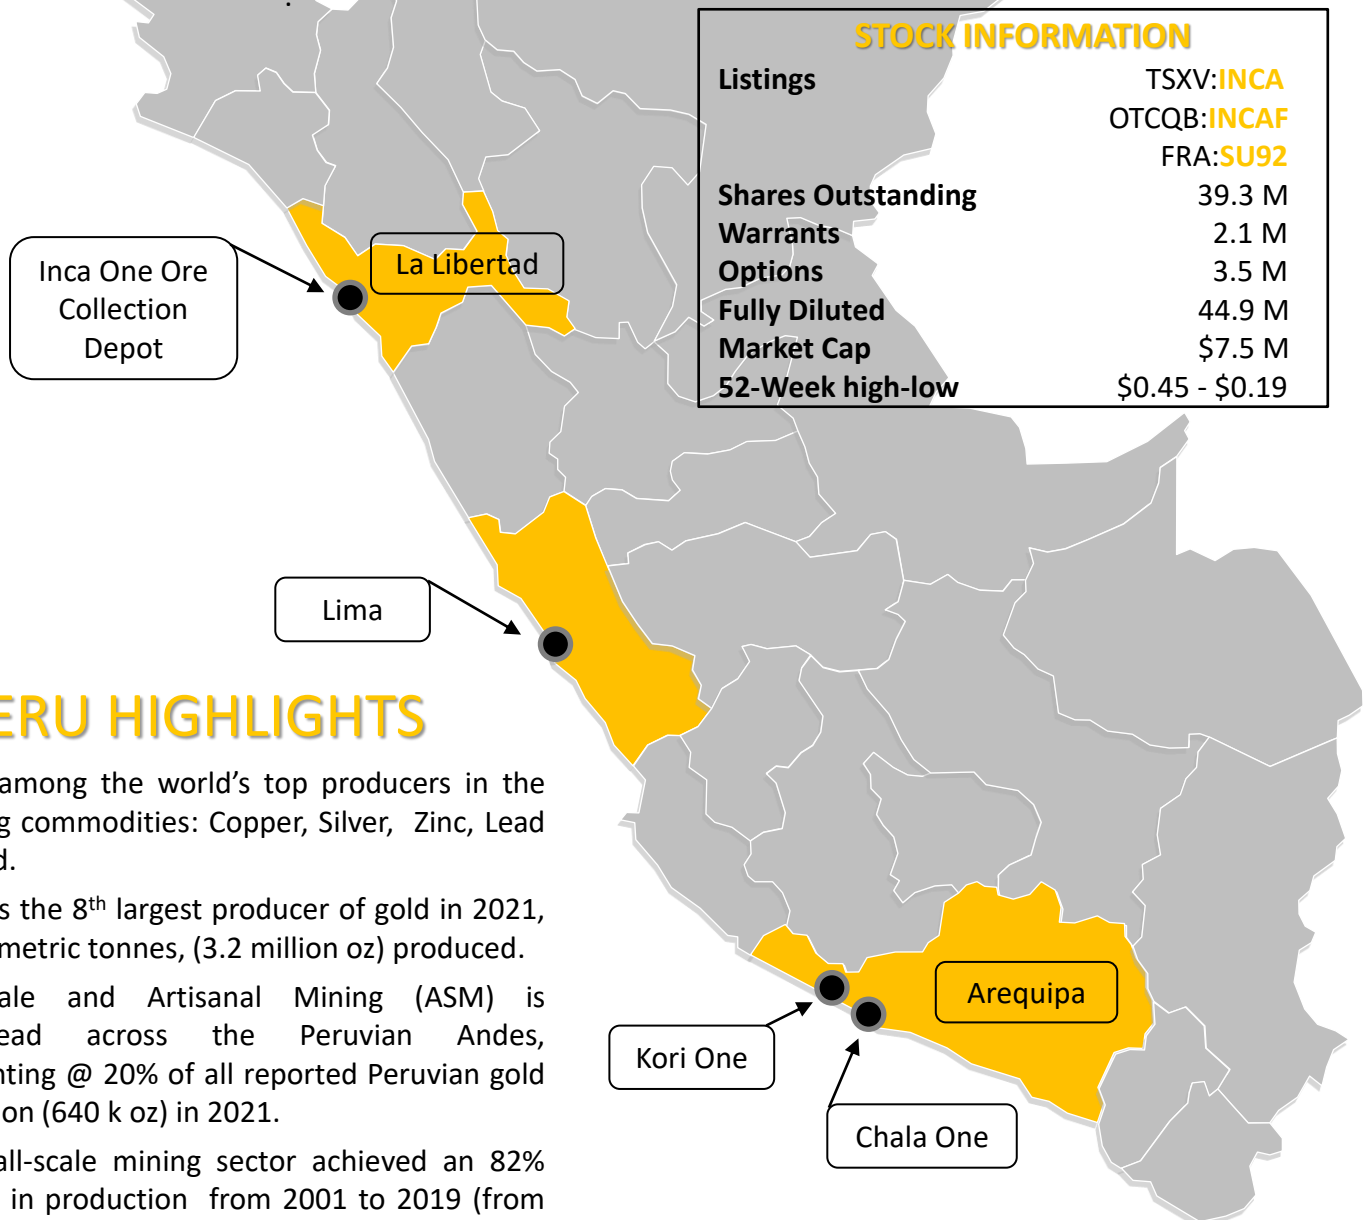 STOCK INFORMATION
Listings TSXV:INCA
OTCQB:INCAF
FRA:SU92
Shares Outstanding 39.3 M
Warrants 2.1 M
Options 3.5 M
Fully Diluted 44.9 M
Market Cap $7.5 M
52-Week high-low $0.45 - $0.19
La Libertad
Inca One Ore
Collection
Depot
Lima
ERU HIGHLIGHTS
among the world's top producers in the
g commodities: Copper, Silver, Zinc, Lead
d.
s the 8th largest producer of gold in 2021,
metric tonnes, (3.2 million oz) produced.
ale and Artisanal Mining (ASM) is
ead across the Peruvian Andes,
nting @ 20% of all reported Peruvian gold
ion (640 k oz) in 2021.
all-scale mining sector achieved an 82%
in production from 2001 to 2019 (from
Arequipa
Kori One
Chala One